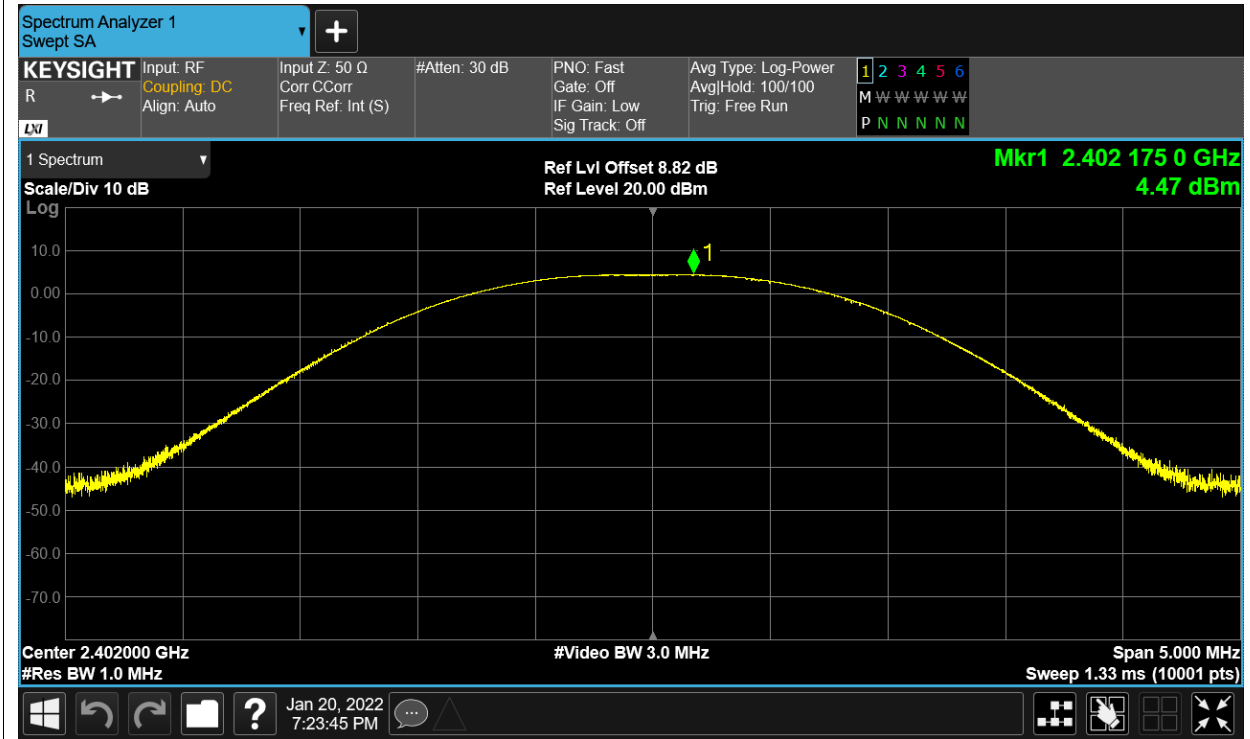 Spectrum Analyzer 1
Swept SA
KEYSIGHT
R
LXI
Input: RF
Coupling: DC
Align: Auto
Input Z: 50 Ω
Corr CCorr
Freq Ref: Int (S)
#Atten: 30 dB
PNO: Fast
Gate: Off
IF Gain: Low
Sig Track: Off
Avg Type: Log-Power
Avg|Hold: 100/100
Trig: Free Run
1 2 3 4 5 6
M W W W W W
P N N N N N
1 Spectrum
Scale/Div 10 dB
Log
Ref Lvl Offset 8.82 dB
Ref Level 20.00 dBm
Mkr1 2.402 175 0 GHz
4.47 dBm
1
10.0
0.00
-10.0
-20.0
-30.0
-40.0
-50.0
-60.0
-70.0
Center 2.402000 GHz
#Res BW 1.0 MHz
#Video BW 3.0 MHz
Span 5.000 MHz
Sweep 1.33 ms (10001 pts)
?
Jan 20, 2022
7:23:45 PM